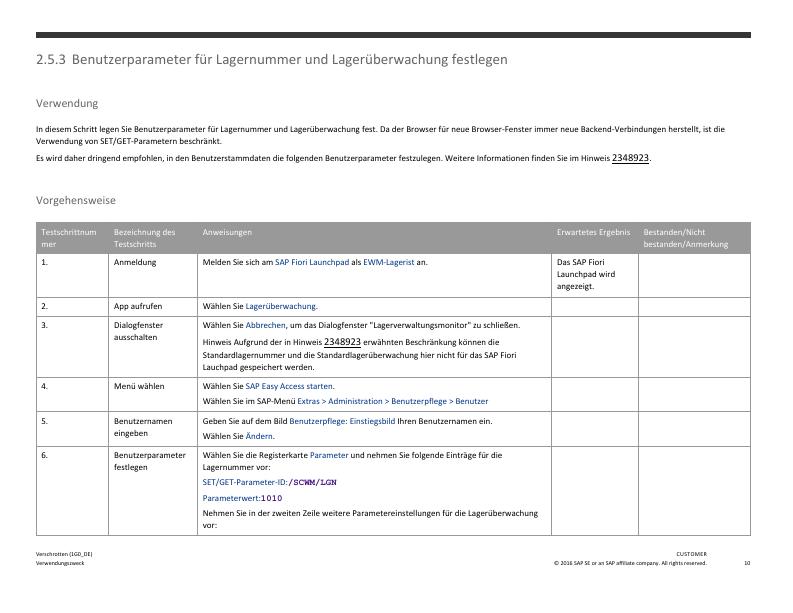 2.5.3 Benutzerparameter für Lagernummer und Lagerüberwachung festlegen
Verwendung
In diesem Schritt legen Sie Benutzerparameter für Lagernummer und Lagerüberwachung fest. Da der Browser für neue Browser-Fenster immer neue Backend-Verbindungen herstellt, ist die
Verwendung von SET/GET-Parametern beschränkt.
Es wird daher dringend empfohlen, in den Benutzerstammdaten die folgenden Benutzerparameter festzulegen. Weitere Informationen finden Sie im Hinweis 2348923.
Vorgehensweise
Testschrittnum
mer
Bezeichnung des
Testschritts
Anweisungen
Erwartetes Ergebnis
Bestanden/Nicht
bestanden/Anmerkung
1.
Anmeldung
Melden Sie sich am SAP Fiori Launchpad als EWM-Lagerist an.
Das SAP Fiori
Launchpad wird
angezeigt.
2.
App aufrufen
Wählen Sie Lagerüberwachung.
3.
Dialogfenster
ausschalten
Wählen Sie Abbrechen, um das Dialogfenster "Lagerverwaltungsmonitor" zu schließen.
Hinweis Aufgrund der in Hinweis 2348923 erwähnten Beschränkung können die
Standardlagernummer und die Standardlagerüberwachung hier nicht für das SAP Fiori
Lauchpad gespeichert werden.
4.
Menü wählen
Wählen Sie SAP Easy Access starten.
Wählen Sie im SAP-Menü Extras > Administration > Benutzerpflege > Benutzer
5.
Benutzernamen
eingeben
Geben Sie auf dem Bild Benutzerpflege: Einstiegsbild Ihren Benutzernamen ein.
Wählen Sie Ändern.
6.
Benutzerparameter
festlegen
Wählen Sie die Registerkarte Parameter und nehmen Sie folgende Einträge für die
Lagernummer vor:
SET/GET-Parameter-ID:/SCWM/LGN
Parameterwert:1010
Nehmen Sie in der zweiten Zeile weitere Parametereinstellungen für die Lagerüberwachung
vor:
Verschrotten (1G0_DE)
Verwendungszweck
CUSTOMER
© 2016 SAP SE or an SAP affiliate company. All rights reserved.
10